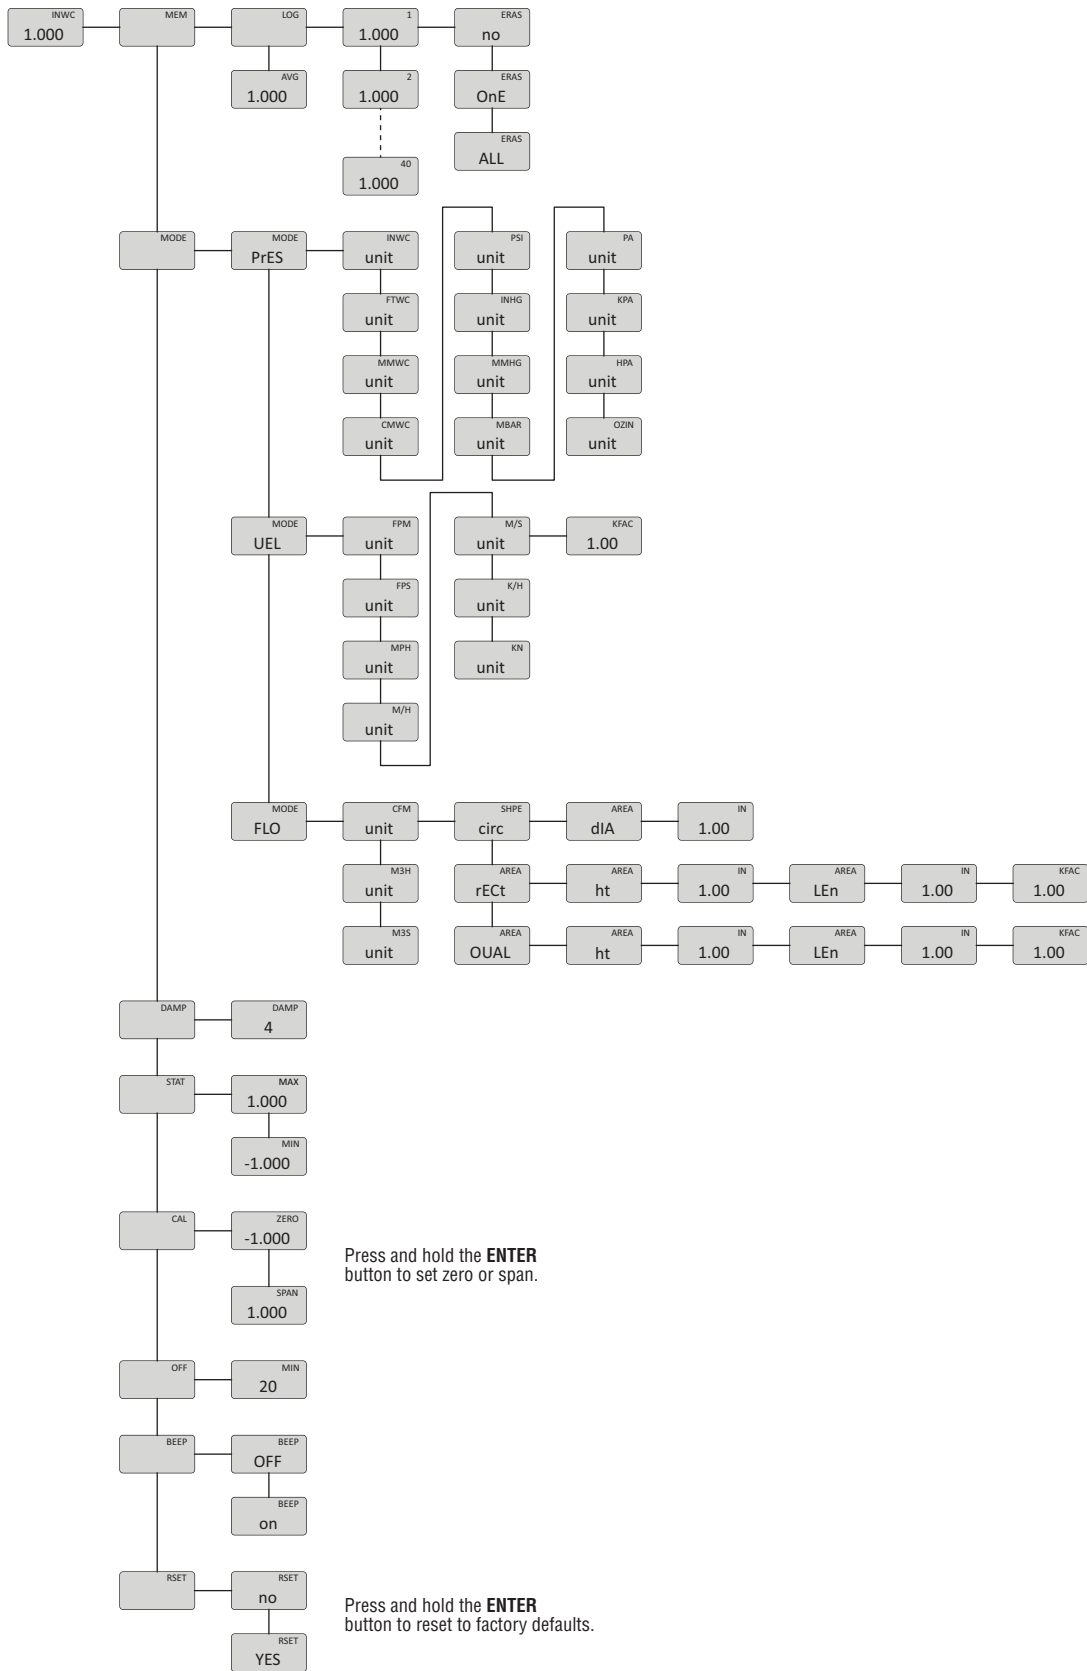 INWC
1.000
MEM
LOG
1
1.000
ERAS
no
AVG
1.000
2
1.000
ERAS
OnE
ERAS
ALL
40
1.000
MODE
MODE
PrES
INWC
unit
PSI
unit
PA
unit
FTWC
unit
INHG
unit
KPA
unit
MMWC
unit
MMHG
unit
HPA
unit
CMWC
unit
MBAR
unit
OZIN
unit
MODE
UEL
FPM
unit
M/S
unit
KFAC
1.00
FPS
unit
K/H
unit
MPH
unit
KN
unit
M/H
unit
MODE
FLO
CFM
unit
SHPE
circ
AREA
dIA
IN
1.00
M3H
unit
AREA
rECt
AREA
ht
IN
1.00
AREA
LEn
IN
1.00
KFAC
1.00
M3S
unit
AREA
OUAL
AREA
ht
IN
1.00
AREA
LEn
IN
1.00
KFAC
1.00
DAMP
DAMP
4
STAT
MAX
1.000
MIN
-1.000
CAL
ZERO
-1.000
SPAN
1.000
Press and hold the ENTER
button to set zero or span.
OFF
MIN
20
BEEP
BEEP
OFF
BEEP
on
RSET
RSET
no
RSET
YES
Press and hold the ENTER
button to reset to factory defaults.